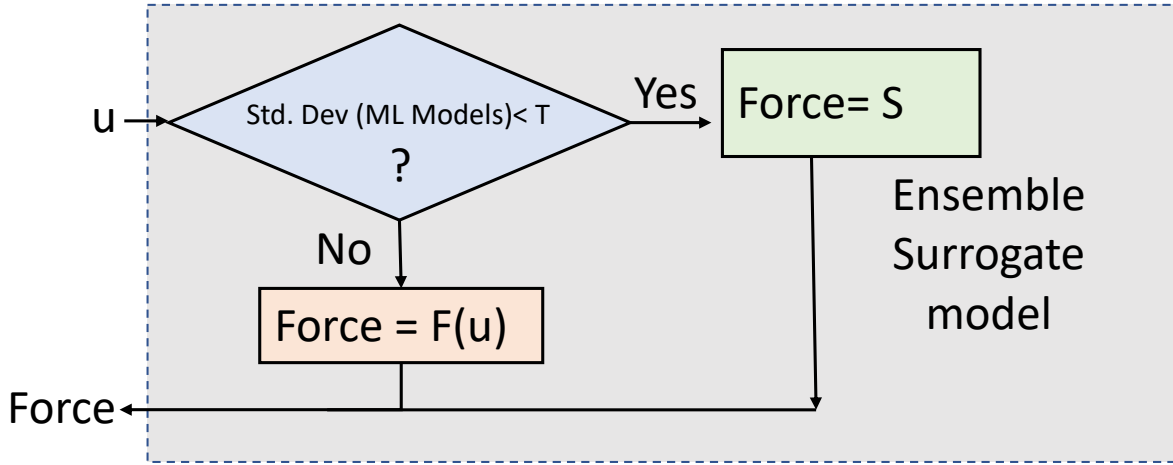 u
Std. Dev (ML Models)< T
?
Yes
Force= S
Ensemble
Surrogate
model
No
Force = F(u)
Force